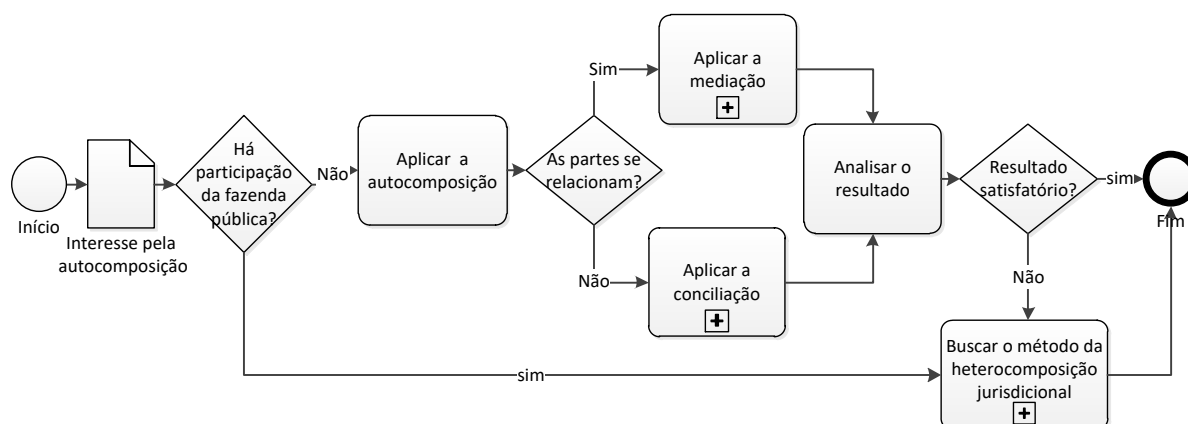 Início
Interesse pela
autocomposição
Há
participação
da fazenda
pública?
Não
Aplicar a
autocomposição
As partes se
relacionam?
Sim
Aplicar a
mediação
Não
Aplicar a
conciliação
Analisar o
resultado
Resultado
satisfatório?
sim
Fim
Não
sim
Buscar o método da
heterocomposição
jurisdicional